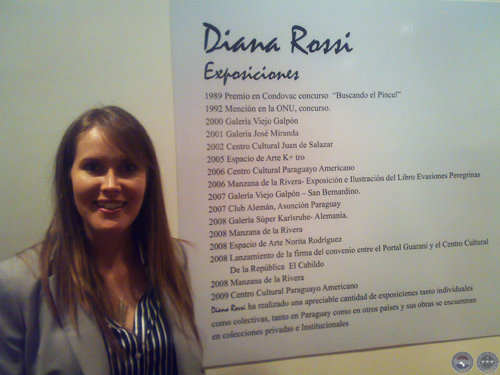 Diana Rossi
Exposiciones
1989 Premio en Condovac concurso "Buscando el Pincel"
1992 Mención en la ONU, concurso.
2000 Galería Viejo Galpón
2001 Galería José Miranda
2002 Centro Cultural Juan de Salazar
2005 Espacio de Arte K+ tro
2006 Centro Cultural Paraguayo Americano
2006 Manzana de la Rivera- Exposición e Ilustración del Libro Evasiones Peregrinas
2007 Galería Viejo Galpón – San Bernardino.
2007 Club Alemán, Asunción Paraguay
2008 Galería Súper Karlsruhe- Alemania.
2008 Manzana de la Rivera
2008 Espacio de Arte Norita Rodríguez
2008 Lanzamiento de la firma del convenio entre el Portal Guaraní y el Centro Cultural
De la República El Cabildo
2008 Manzana de la Rivera
2009 Centro Cultural Paraguayo Americano
Diana Rossi ha realizado una apreciable cantidad de exposiciones tanto individuales
como colectivas, tanto en Paraguay como en otros países y sus obras se encuentran
en colecciones privadas e Institucionales